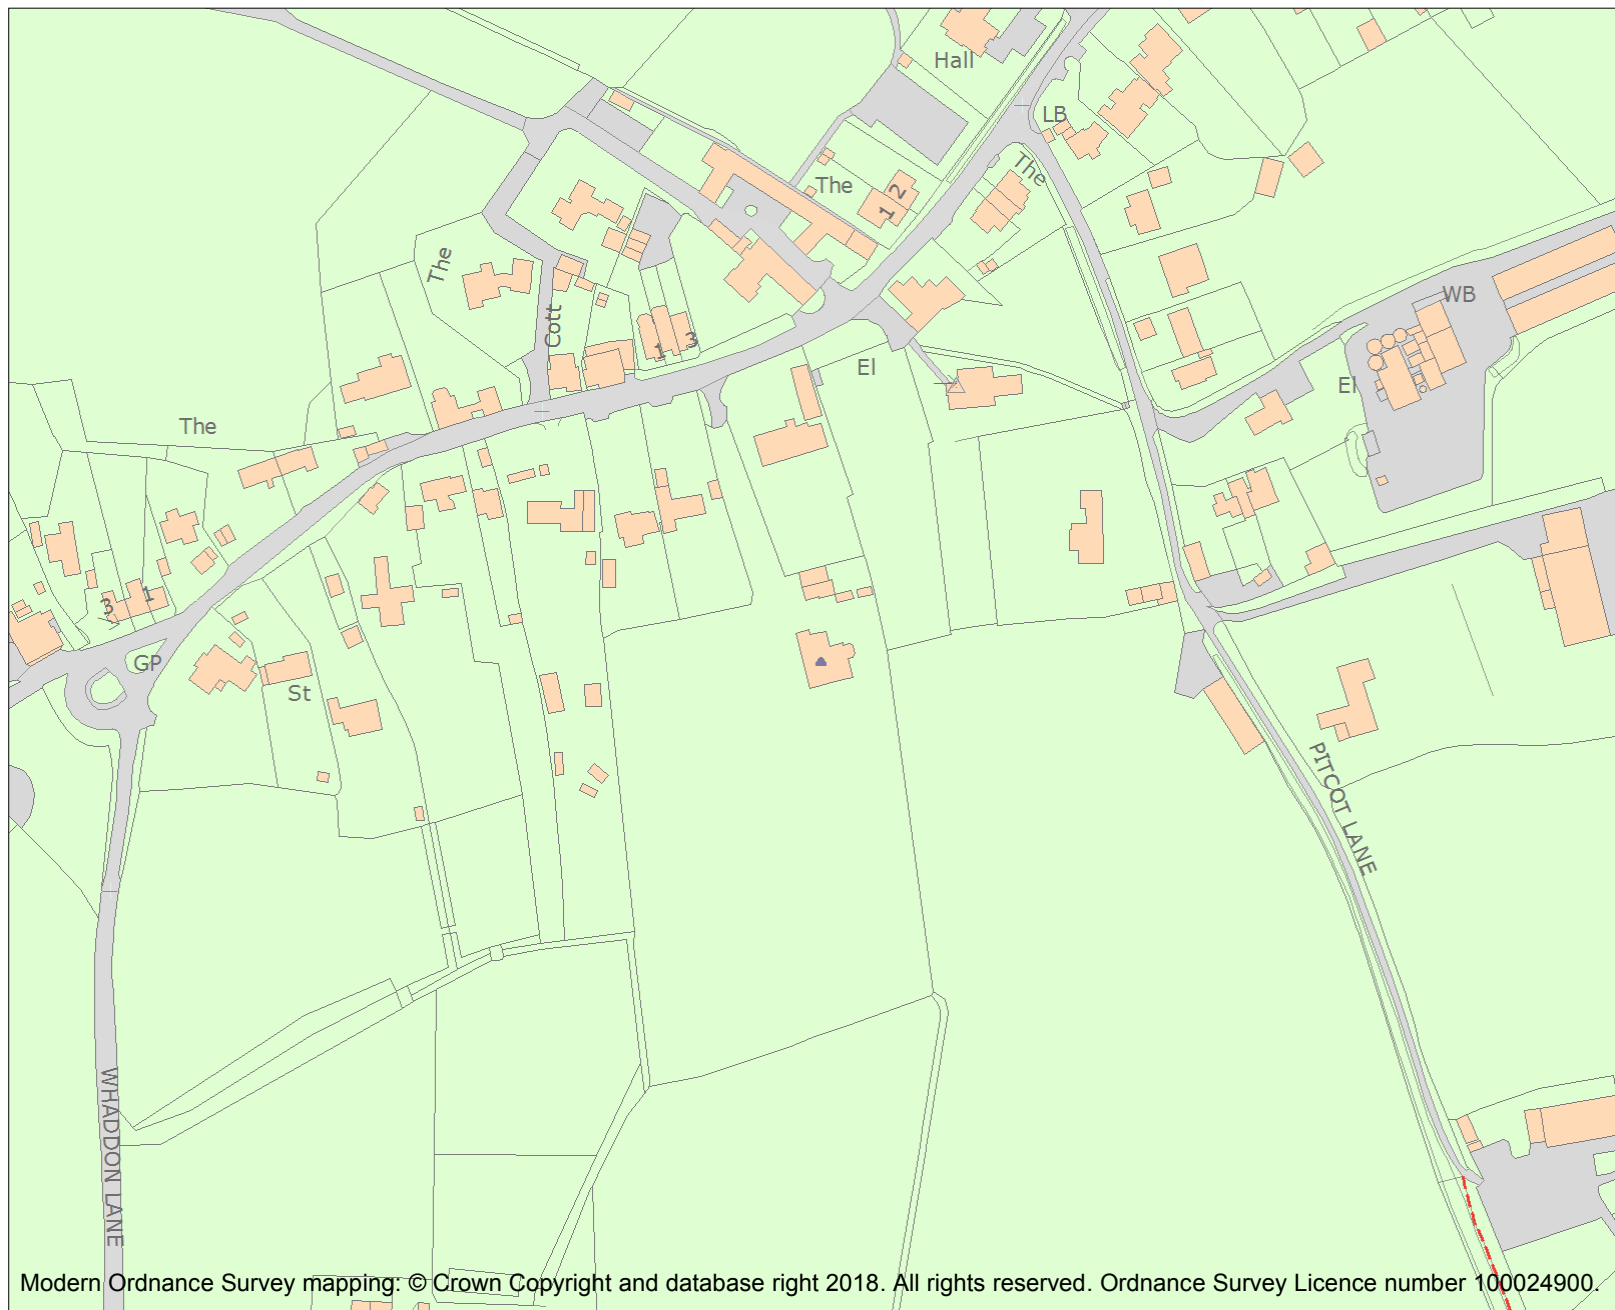 Hall
LB
The
The
2
1
The
WB
Cott
3
1
El
El
The
3
1
GP
St
PITCOT LANE
WHADDON LANE
Modern Ordnance Survey mapping: © Crown Copyright and database right 2018. All rights reserved. Ordnance Survey Licence number 100024900.